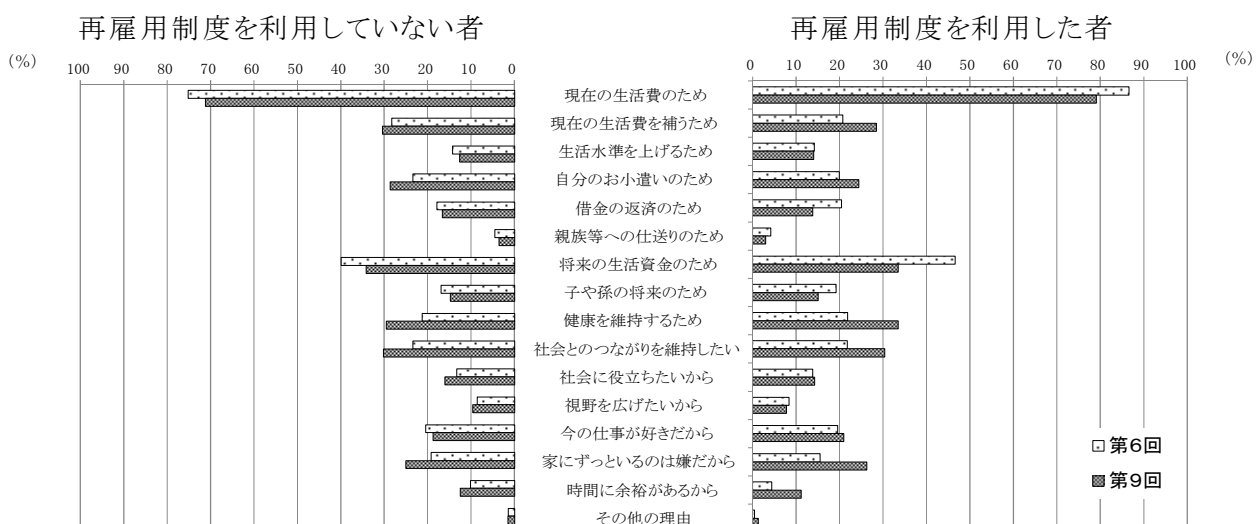 再雇用制度を利用していない者
再雇用制度を利用した者
(%)
100 90 80 70 60 50 40 30 20 10 0
0 10 20 30 40 50 60 70 80 90 100
(%)
現在の生活費のため
現在の生活費を補うため
生活水準を上げるため
自分のお小遣いのため
借金の返済のため
親族等への仕送りのため
将来の生活資金のため
子や孫の将来のため
健康を維持するため
社会とのつながりを維持したい
社会に役立ちたいから
視野を広げたいから
今の仕事が好きだから
家にずっといるのは嫌だから
時間に余裕があるから
その他の理由
第6回
第9回